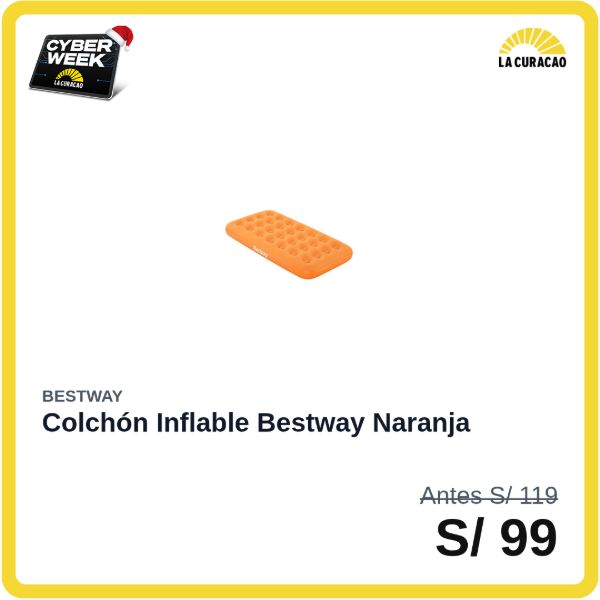 CYBER
WEEK
LA CURACAO
LA CURACAO
BESTWAY
Colchón Inflable Bestway Naranja
Antes S/ 119
S/ 99